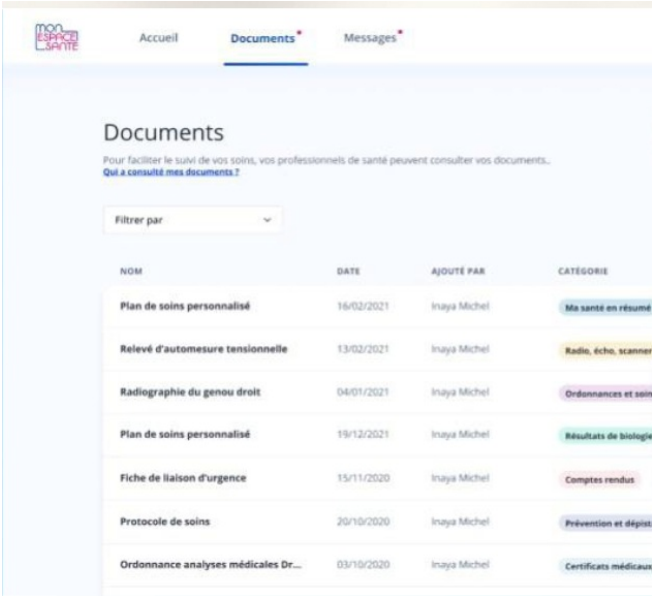 mon
ESPACE
SANTÉ
Accueil Documents Messages
Documents
Pour faciliter le suivi de vos soins, vos professionnels de santé peuvent consulter vos documents..
Qui a consulté mes documents ?
Filtrer par
NOM DATE AJOUTÉ PAR CATÉGORIE
Plan de soins personnalisé 16/02/2021 Inaya Michel Ma santé en résumé
Relevé d'automesure tensionnelle 13/02/2021 Inaya Michel Radio, écho, scanner
Radiographie du genou droit 04/01/2021 Inaya Michel Ordonnances et soin
Plan de soins personnalisé 19/12/2021 Inaya Michel Résultats de biologie
Fiche de liaison d'urgence 15/11/2020 Inaya Michel Comptes rendus
Protocole de soins 20/10/2020 Inaya Michel Prévention et dépista
Ordonnance analyses médicales Dr... 03/10/2020 Inaya Michel Certificats médicaux